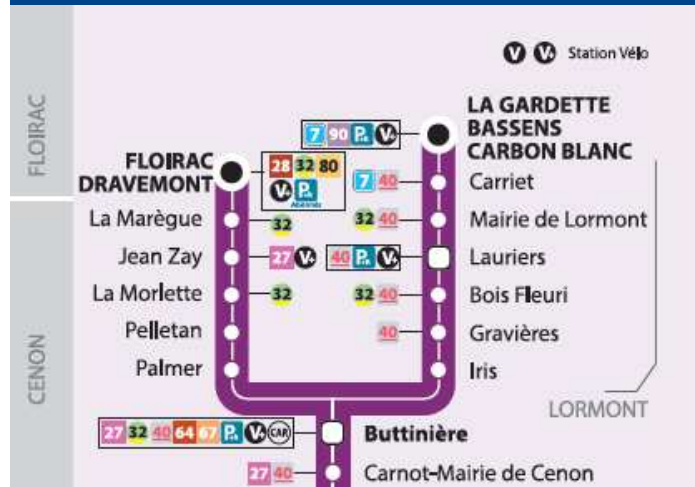 V V+ Station Vélo
FLOIRAC
7 90 P+R V+
LA GARDETTE
BASSENS
CARBON BLANC
FLOIRAC
DRAVEMONT
28 32 80
V+ P+R
7 40 Carriet
La Marègue 32
32 40 Mairie de Lormont
Jean Zay 27 V+
40 P+R V+ Lauriers
La Morlette 32
32 40 Bois Fleuri
Pelletan
40 Gravières
Palmer
Iris
CENON
LORMONT
27 32 40 64 67 P+R V+ CAR Buttinière
27 40 Carnot-Mairie de Cenon